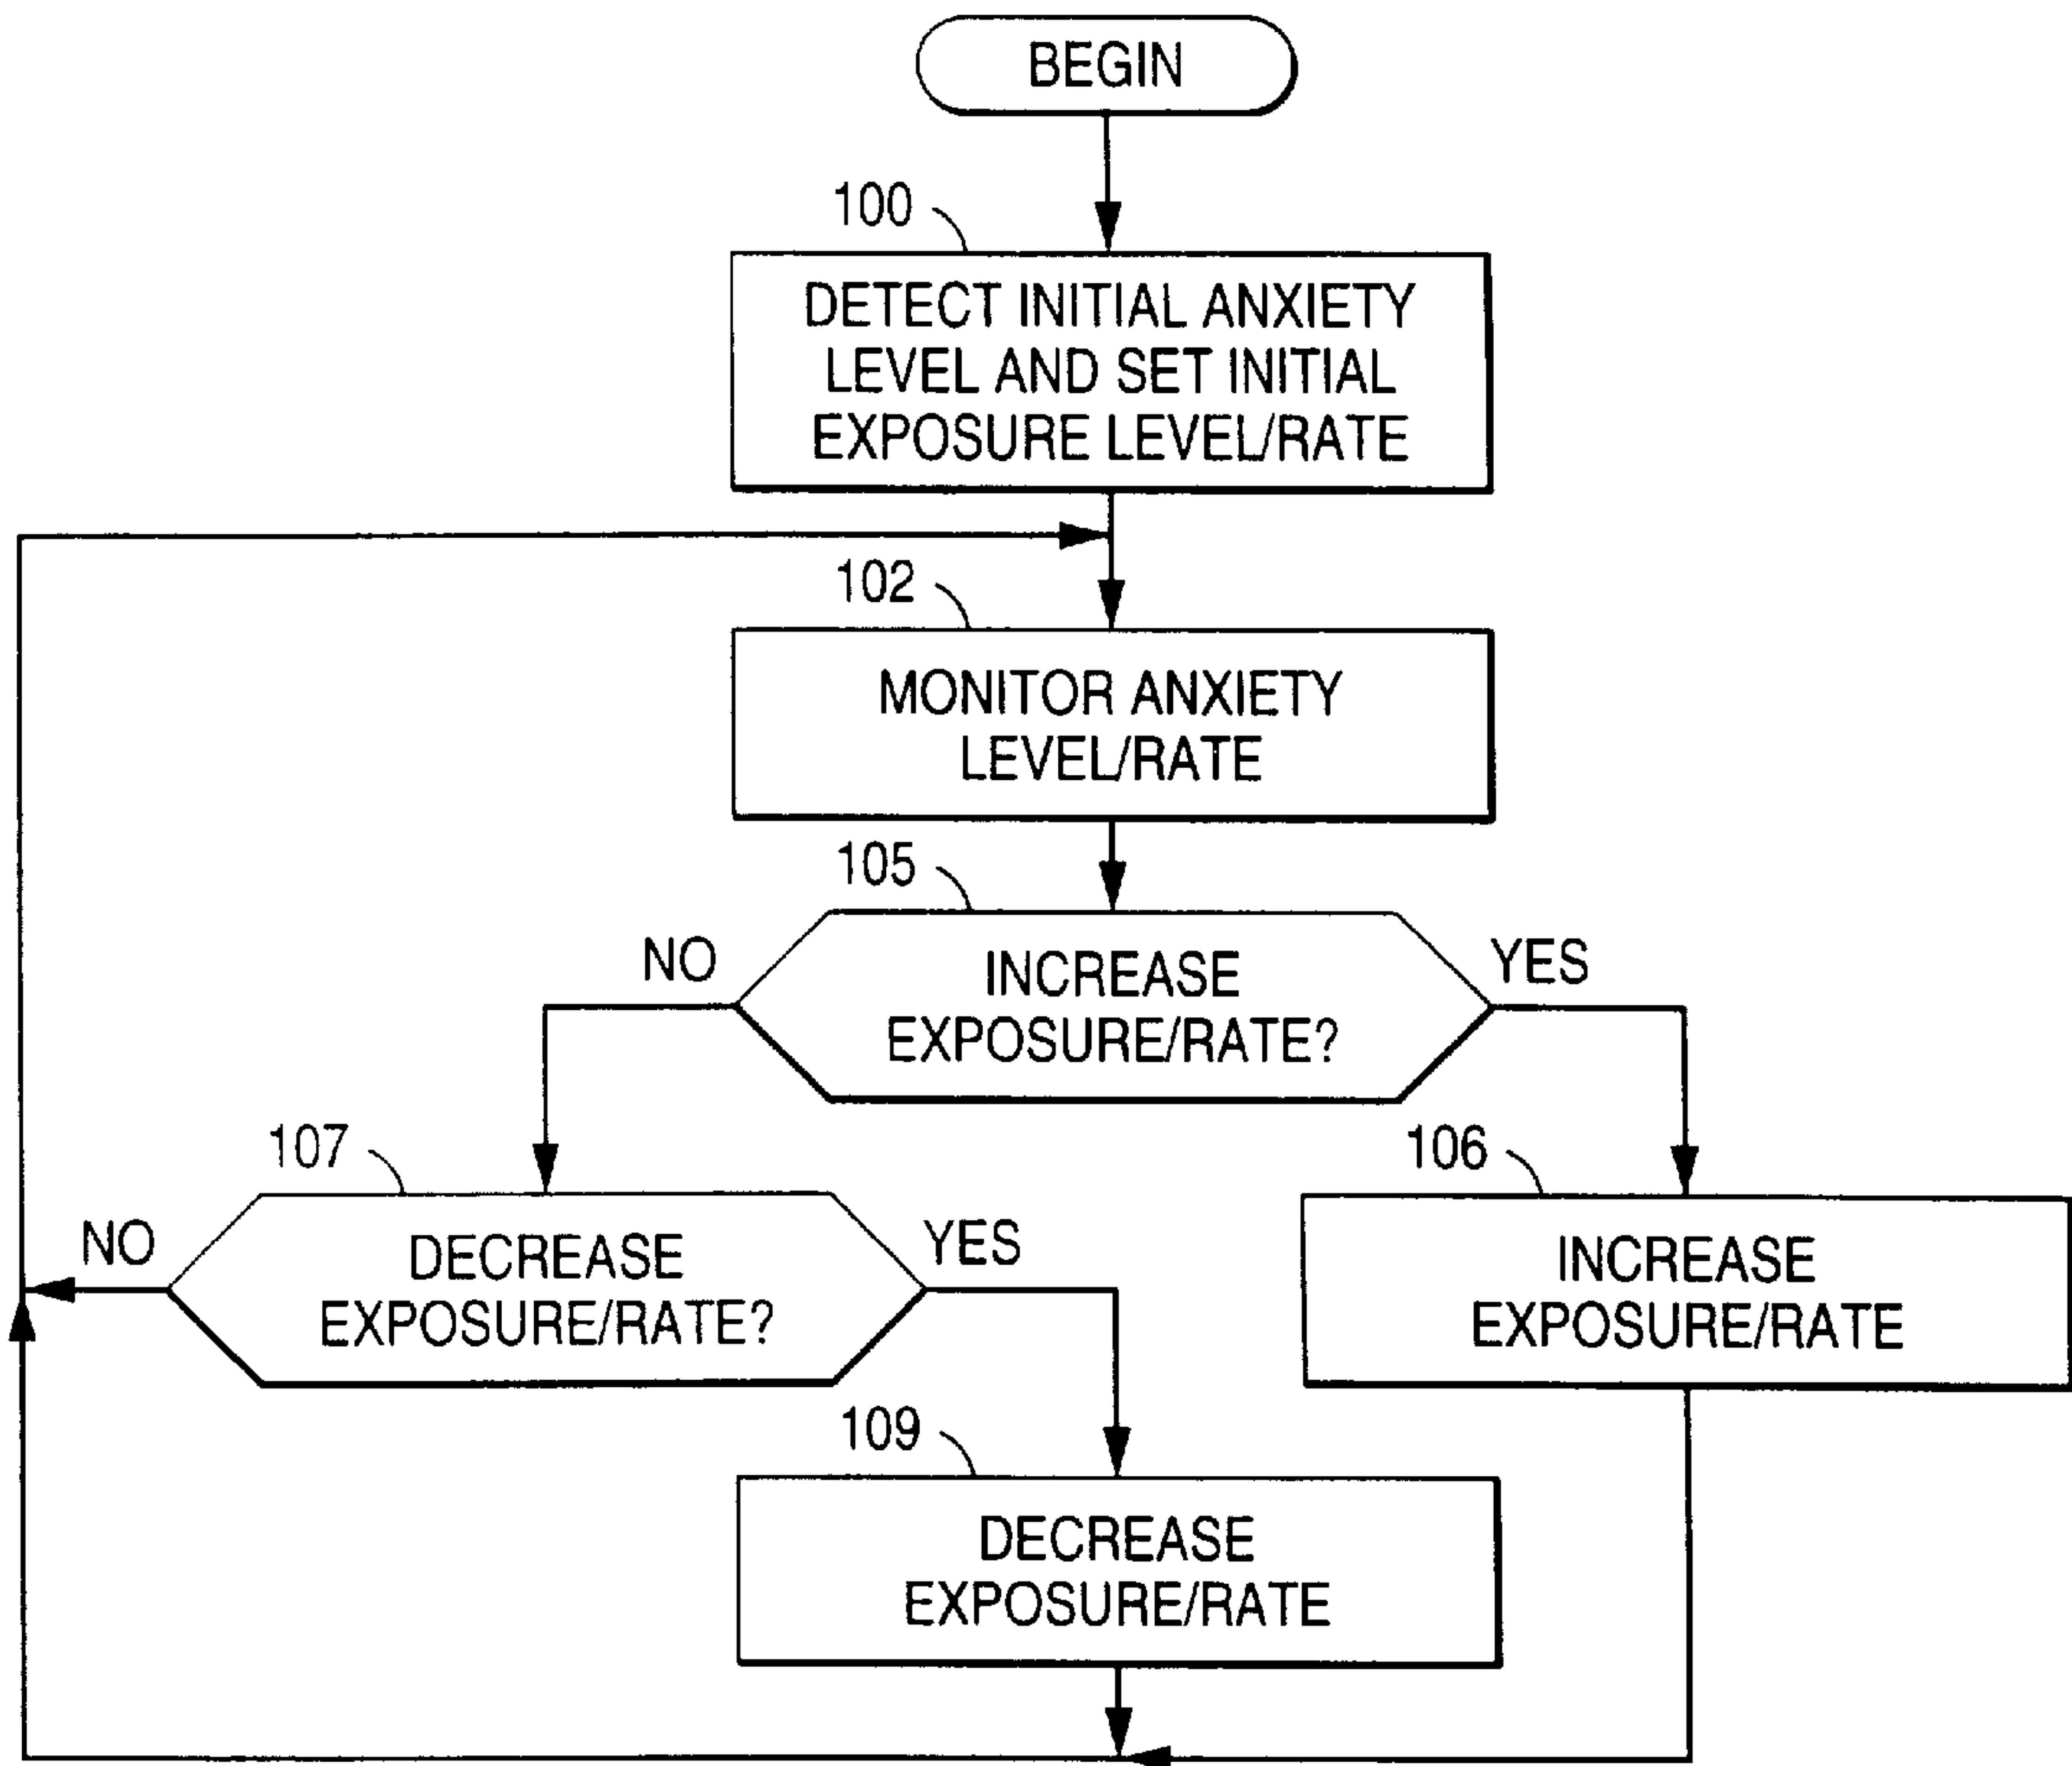 BEGIN
100
DETECT INITIAL ANXIETY
LEVEL AND SET INITIAL
EXPOSURE LEVEL/RATE
102
MONITOR ANXIETY
LEVEL/RATE
105
NO
INCREASE
EXPOSURE/RATE?
YES
107
NO
DECREASE
EXPOSURE/RATE?
YES
106
INCREASE
EXPOSURE/RATE
109
DECREASE
EXPOSURE/RATE